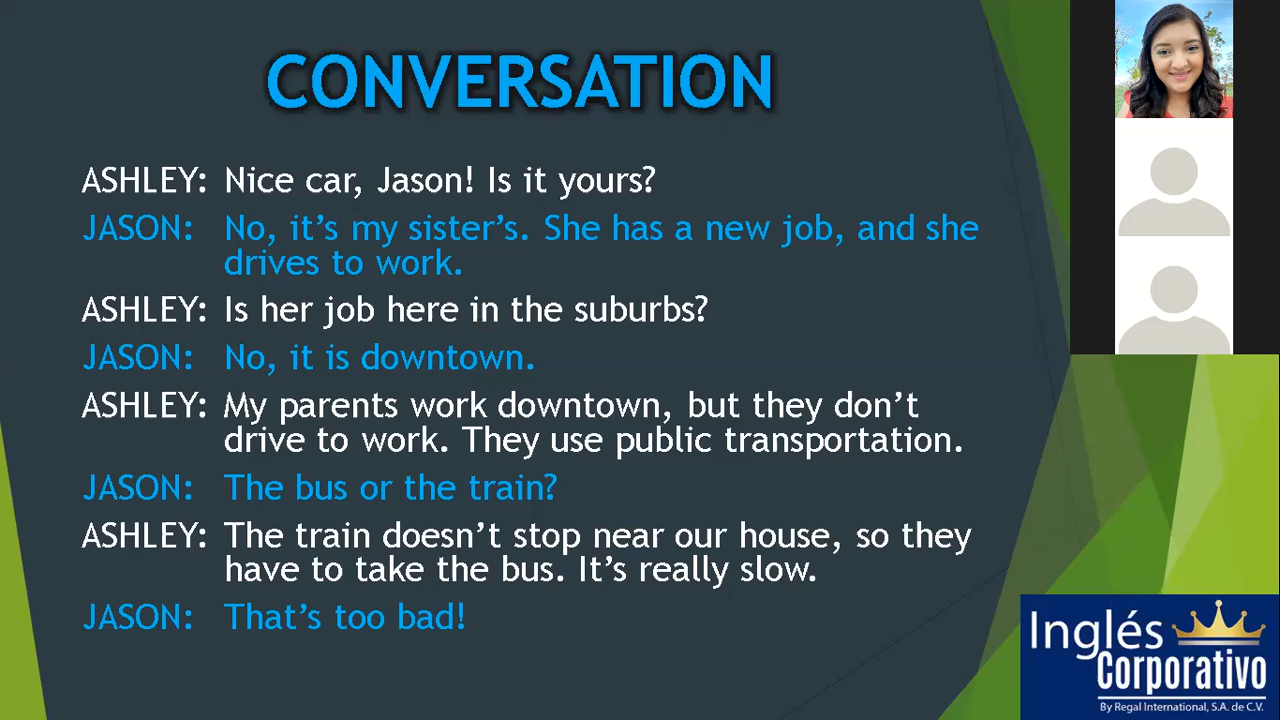 CONVERSATION
ASHLEY: Nice car, Jason! Is it yours?
JASON: No, it’s my sister’s. She has a new job, and she
drives to work.
ASHLEY: Is her job here in the suburbs?
JASON: No, it is downtown.
ASHLEY: My parents work downtown, but they don’t
drive to work. They use public transportation.
JASON: The bus or the train?
ASHLEY: The train doesn’t stop near our house, so they
have to take the bus. It’s really slow.
JASON: That’s too bad!
Inglés
Corporativo
By Regal International, S.A. de C.V.